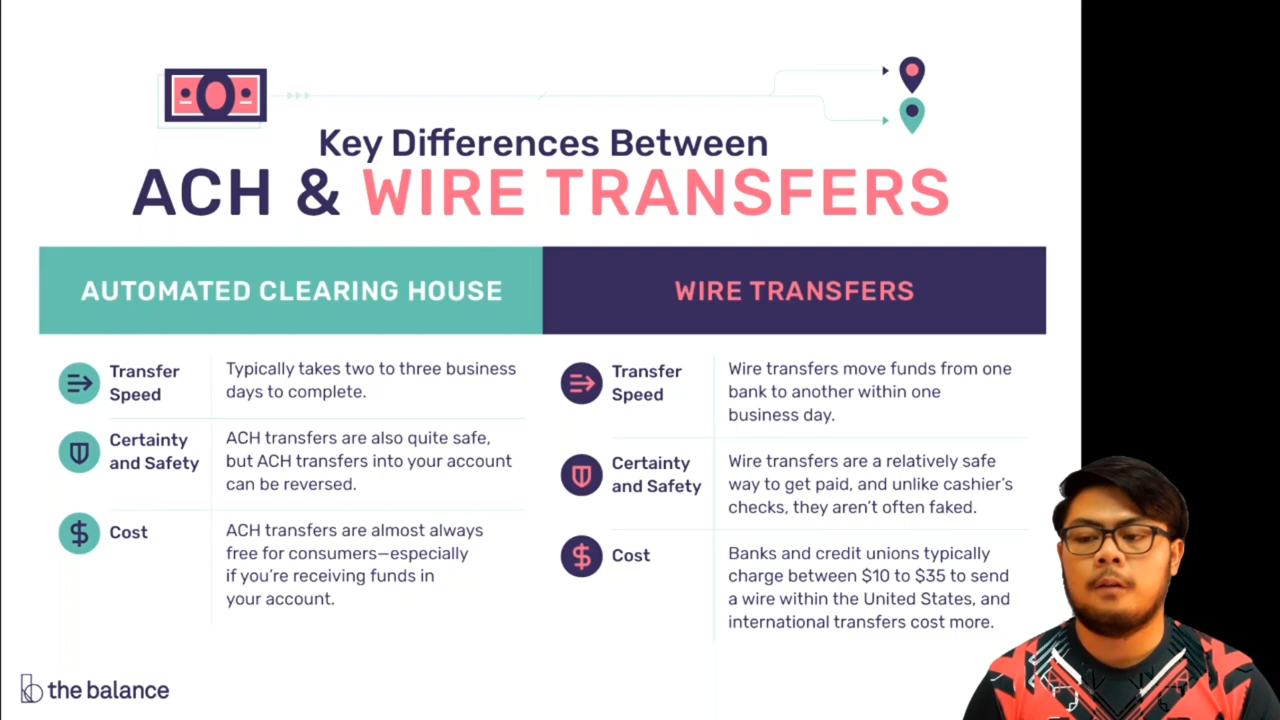 Key Differences Between
ACH & WIRE TRANSFERS
AUTOMATED CLEARING HOUSE
Transfer
Speed
Typically takes two to three business
days to complete.
Certainty
and Safety
ACH transfers are also quite safe,
but ACH transfers into your account
can be reversed.
Cost
ACH transfers are almost always
free for consumers—especially
if you're receiving funds in
your account.
WIRE TRANSFERS
Transfer
Speed
Wire transfers move funds from one
bank to another within one
business day.
Certainty
and Safety
Wire transfers are a relatively safe
way to get paid, and unlike cashier's
checks, they aren't often faked.
Cost
Banks and credit unions typically
charge between $10 to $35 to send
a wire within the United States, and
international transfers cost more.
the balance